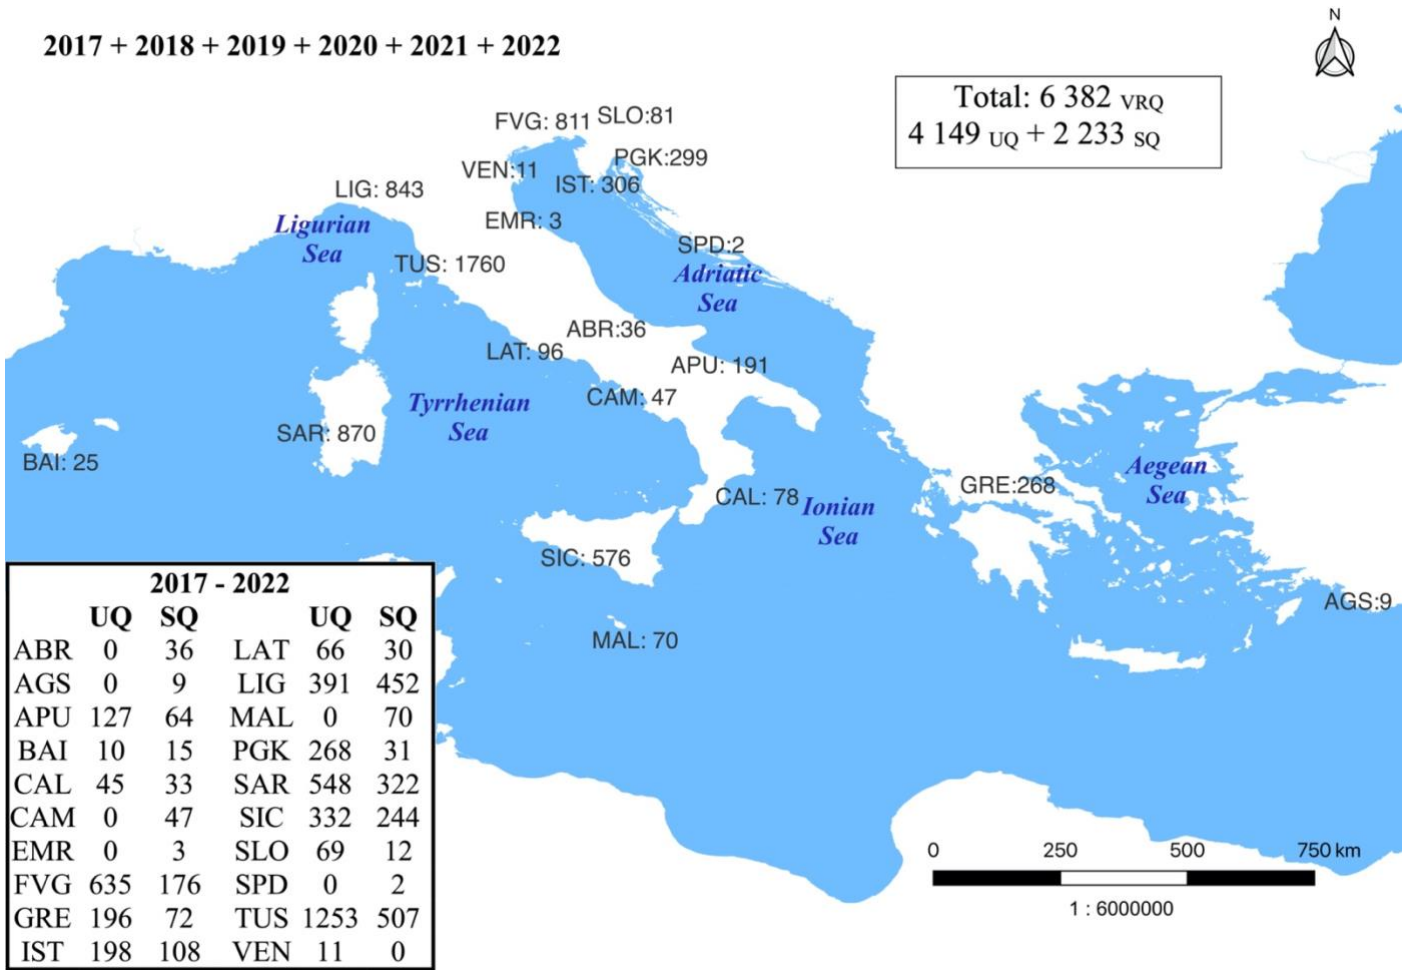 N
2017 + 2018 + 2019 + 2020 + 2021 + 2022
Total: 6 382 VRQ
4 149 UQ + 2 233 SQ
FVG: 811
SLO:81
VEN:11
PGK:299
IST: 306
LIG: 843
EMR: 3
Ligurian
Sea
SPD:2
TUS: 1760
Adriatic
Sea
ABR:36
LAT: 96
APU: 191
CAM: 47
Tyrrhenian
Sea
SAR: 870
BAI: 25
Aegean
Sea
GRE:268
CAL: 78
Ionian
Sea
SIC: 576
AGS:9
MAL: 70
2017 - 2022
UQ SQ UQ SQ
ABR 0 36 LAT 66 30
AGS 0 9 LIG 391 452
APU 127 64 MAL 0 70
BAI 10 15 PGK 268 31
CAL 45 33 SAR 548 322
CAM 0 47 SIC 332 244
EMR 0 3 SLO 69 12
FVG 635 176 SPD 0 2
GRE 196 72 TUS 1253 507
IST 198 108 VEN 11 0
0 250 500 750 km
1 : 6000000